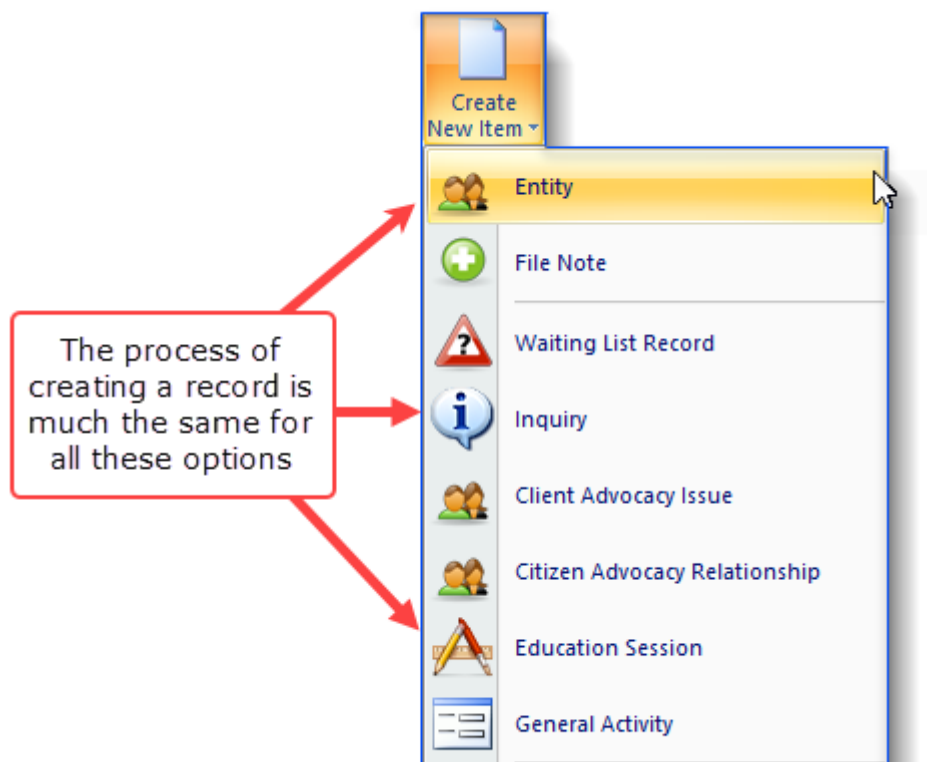 Create
New Item
Entity
File Note
The process of
creating a record is
much the same for
all these options
Waiting List Record
Inquiry
Client Advocacy Issue
Citizen Advocacy Relationship
Education Session
General Activity